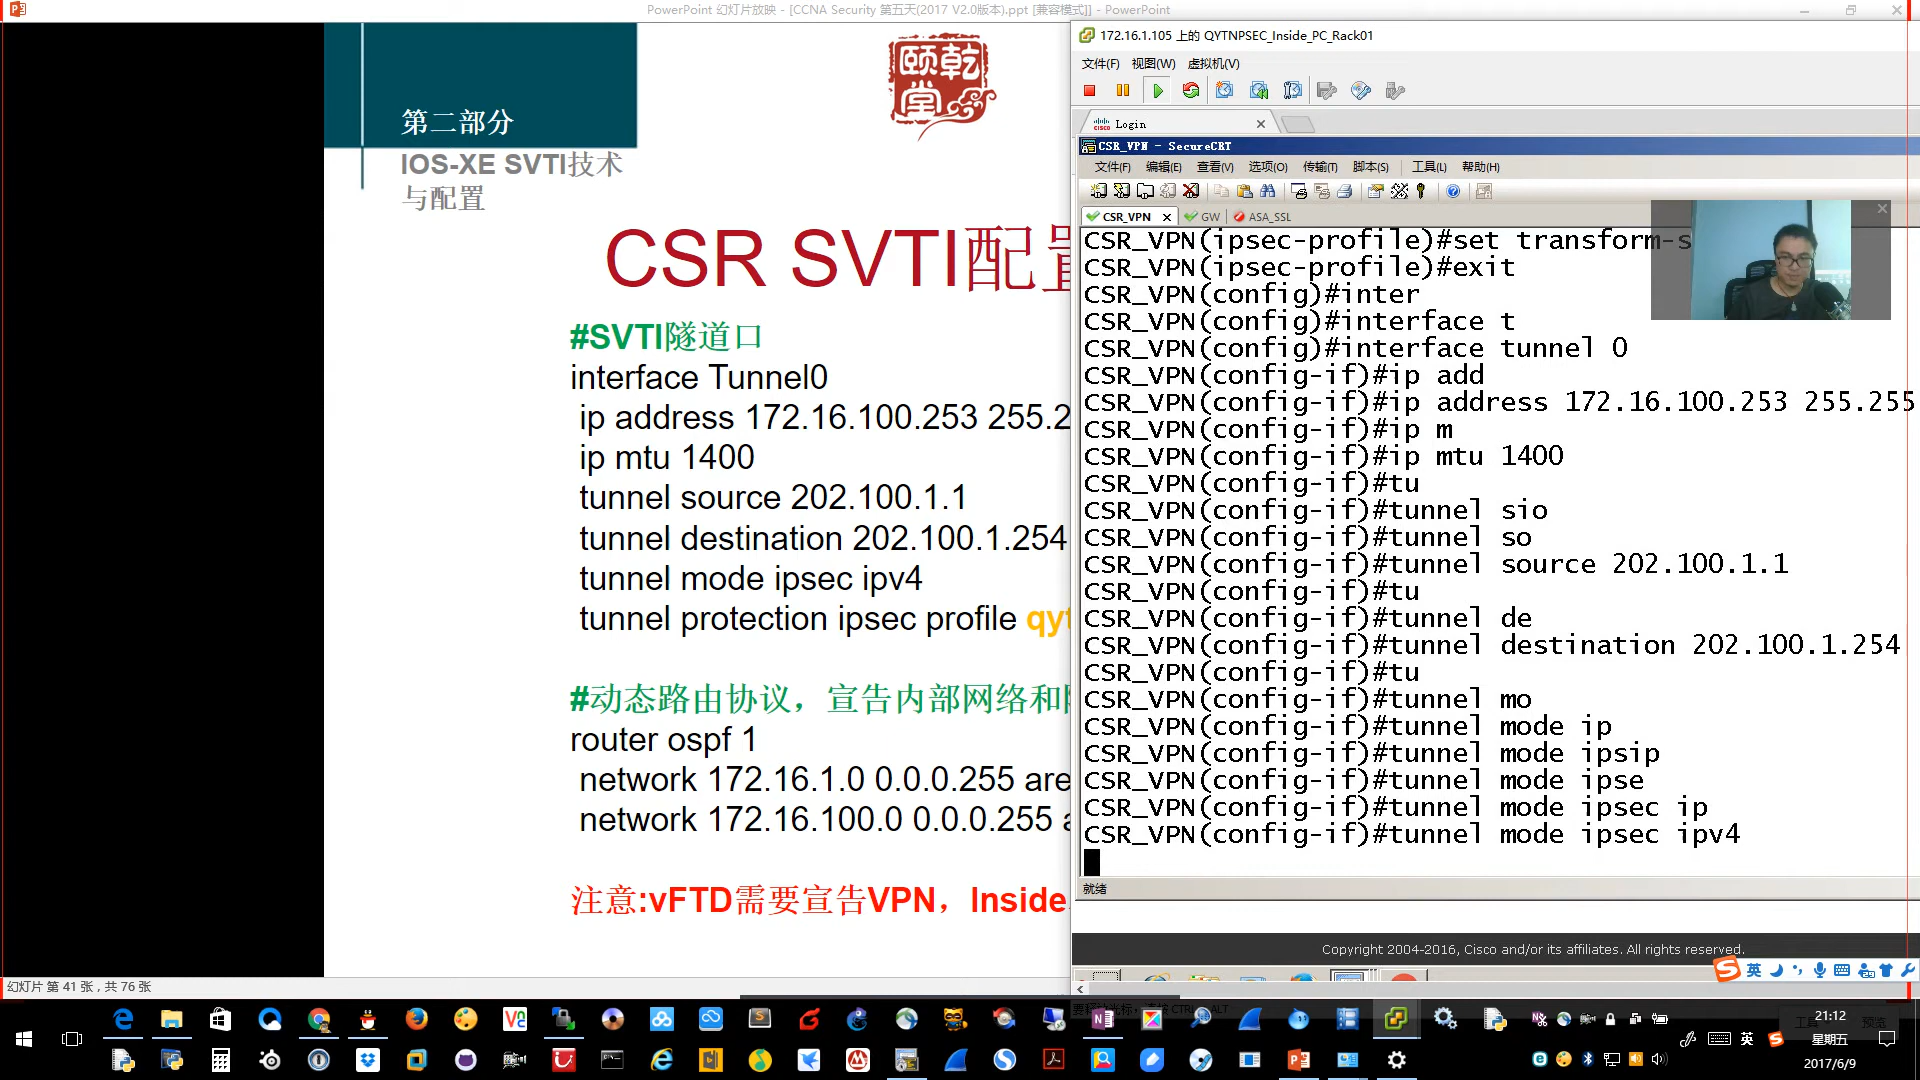 PowerPoint 幻灯片放映 - [CCNA Security 第五天(2017 V2.0版本).ppt [兼容模式]] - PowerPoint
第二部分
IOS-XE SVTI技术
与配置
颐乾堂
CSR SVTI配置
#SVTI隧道口
interface Tunnel0
ip address 172.16.100.253 255.2
ip mtu 1400
tunnel source 202.100.1.1
tunnel destination 202.100.1.254
tunnel mode ipsec ipv4
tunnel protection ipsec profile qyt
#动态路由协议，宣告内部网络和
router ospf 1
network 172.16.1.0 0.0.0.255 are
network 172.16.100.0 0.0.0.255 a
注意:vFTD需要宣告VPN，Inside
幻灯片 第 41 张 , 共 76 张
172.16.1.105 上的 QYTNPSEC_Inside_PC_Rack01
文件(F) 视图(W) 虚拟机(V)
Login
CSR_VPN - SecureCRT
文件(F) 编辑(E) 查看(V) 选项(O) 传输(T) 脚本(S) 工具(L) 帮助(H)
CSR_VPN GW ASA_SSL
CSR_VPN(ipsec-profile)#set transform-s
CSR_VPN(ipsec-profile)#exit
CSR_VPN(config)#inter
CSR_VPN(config)#interface t
CSR_VPN(config)#interface tunnel 0
CSR_VPN(config-if)#ip add
CSR_VPN(config-if)#ip address 172.16.100.253 255.255
CSR_VPN(config-if)#ip m
CSR_VPN(config-if)#ip mtu 1400
CSR_VPN(config-if)#tu
CSR_VPN(config-if)#tunnel sio
CSR_VPN(config-if)#tunnel so
CSR_VPN(config-if)#tunnel source 202.100.1.1
CSR_VPN(config-if)#tu
CSR_VPN(config-if)#tunnel de
CSR_VPN(config-if)#tunnel destination 202.100.1.254
CSR_VPN(config-if)#tu
CSR_VPN(config-if)#tunnel mo
CSR_VPN(config-if)#tunnel mode ip
CSR_VPN(config-if)#tunnel mode ipsip
CSR_VPN(config-if)#tunnel mode ipse
CSR_VPN(config-if)#tunnel mode ipsec ip
CSR_VPN(config-if)#tunnel mode ipsec ipv4
就绪
Copyright 2004-2016, Cisco and/or its affiliates. All rights reserved.
英
英
21:12
星期五
2017/6/9